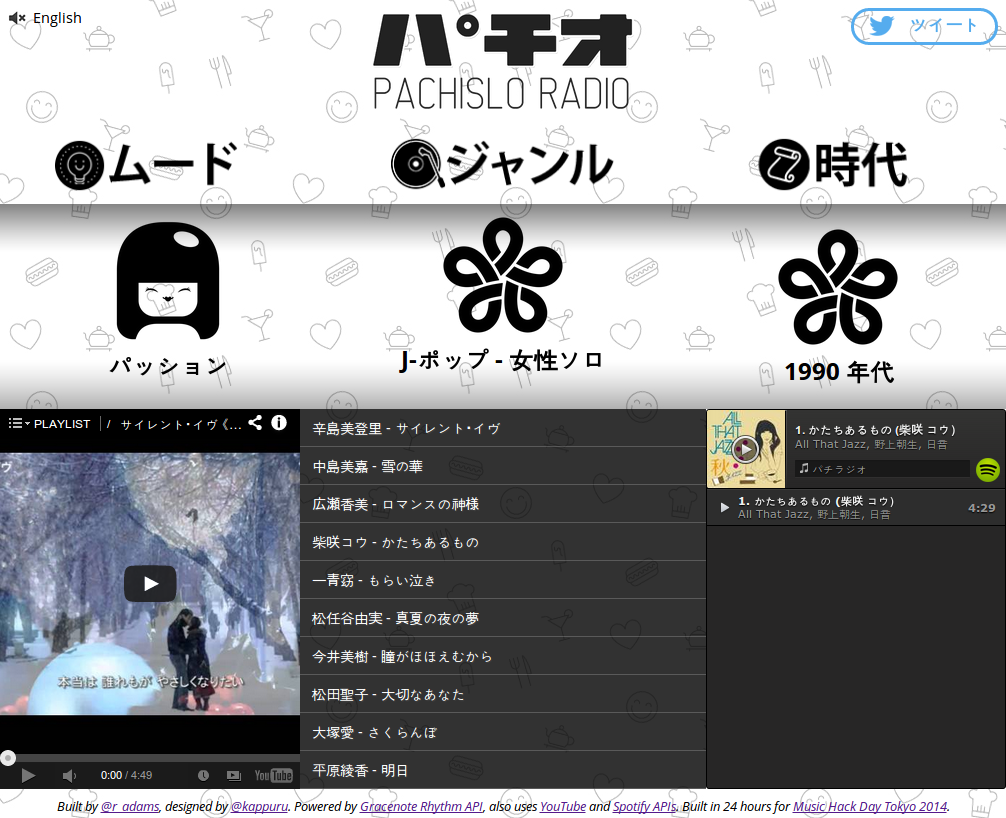 English
パチオ
PACHISLO RADIO
ツイート
ムード
ジャンル
時代
パッション
J-ポップ - 女性ソロ
1990 年代
PLAYLIST / サイレント・イヴ《...
ヴ
本当は 誰れもが やさしくなりたい
0:00 / 4:49
YouTube
辛島美登里 - サイレント・イヴ
中島美嘉 - 雪の華
広瀬香美 - ロマンスの神様
柴咲コウ - かたちあるもの
一青窈 - もらい泣き
松任谷由実 - 真夏の夜の夢
今井美樹 - 瞳がほほえむから
松田聖子 - 大切なあなた
大塚愛 - さくらんぼ
平原綾香 - 明日
ALL THAT JAZZ
秋
1. かたちあるもの (柴咲 コウ)
All That Jazz, 野上朝生, 日音
パチラジオ
1. かたちあるもの (柴咲 コウ)
All That Jazz, 野上朝生, 日音
4:29
Built by @r_adams, designed by @kappuru. Powered by Gracenote Rhythm API, also uses YouTube and Spotify APIs. Built in 24 hours for Music Hack Day Tokyo 2014.